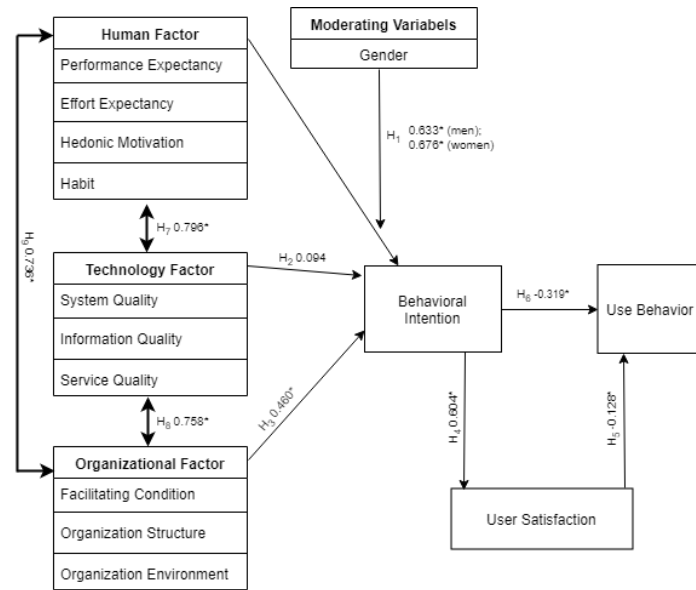 Human Factor
Performance Expectancy
Effort Expectancy
Hedonic Motivation
Habit
Moderating Variabels
Gender
H₁ 0.633* (men);
0.676* (women)
H₇ 0.796*
H₉ 0.736*
Technology Factor
System Quality
Information Quality
Service Quality
H₂ 0.094
Behavioral
Intention
H₆ -0.319*
Use Behavior
H₈ 0.758*
H₃ 0.460*
H₄ 0.604*
H₅ -0.128*
Organizational Factor
Facilitating Condition
Organization Structure
Organization Environment
User Satisfaction